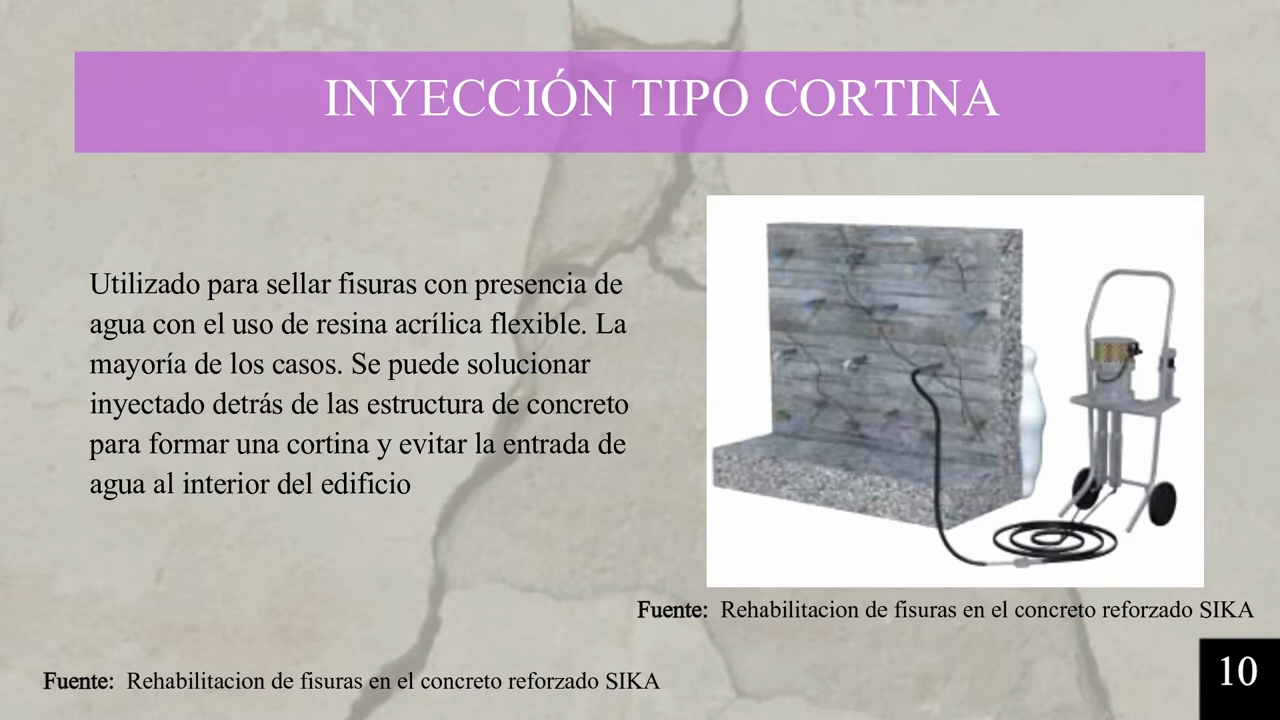 INYECCIÓN TIPO CORTINA
Utilizado para sellar fisuras con presencia de
agua con el uso de resina acrílica flexible. La
mayoría de los casos. Se puede solucionar
inyectado detrás de las estructura de concreto
para formar una cortina y evitar la entrada de
agua al interior del edificio
Fuente: Rehabilitacion de fisuras en el concreto reforzado SIKA
Fuente: Rehabilitacion de fisuras en el concreto reforzado SIKA
10